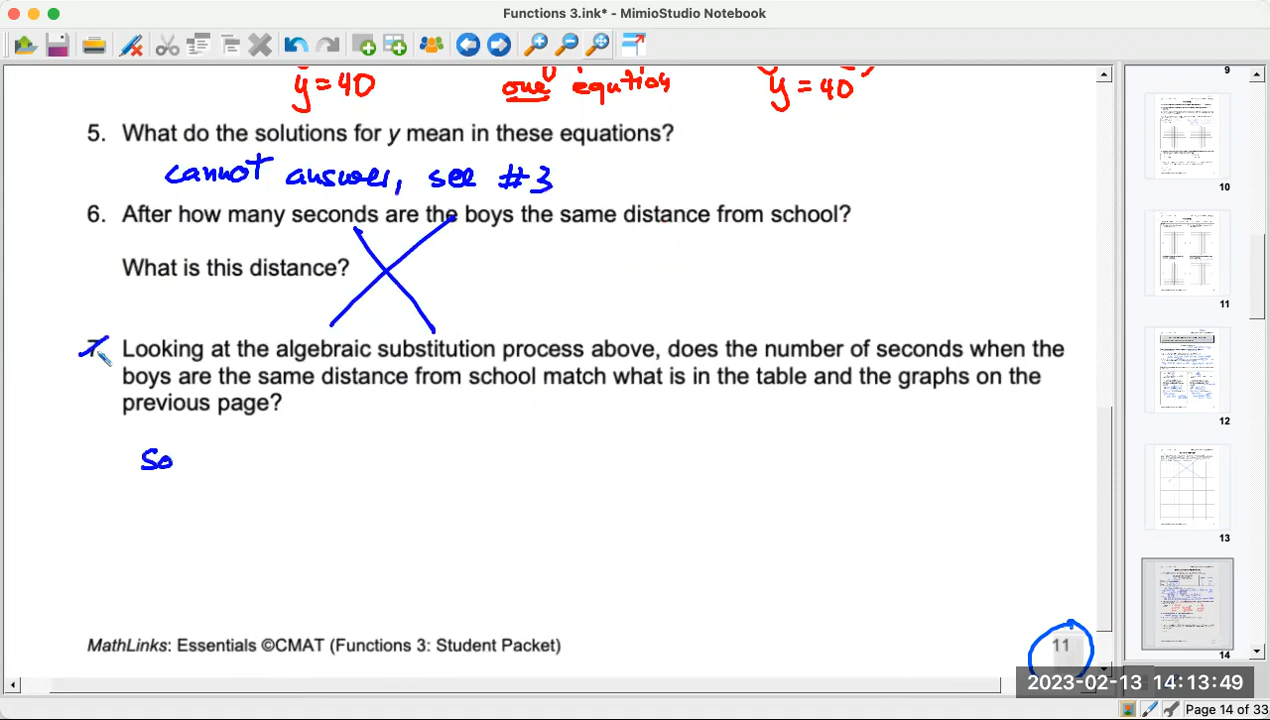 Functions 3.ink* - MimioStudio Notebook
y = 40
one equation
y = 40
5. What do the solutions for y mean in these equations?
cannot answer, see #3
6. After how many seconds are the boys the same distance from school?
What is this distance?
7. Looking at the algebraic substitution process above, does the number of seconds when the
boys are the same distance from school match what is in the table and the graphs on the
previous page?
So
MathLinks: Essentials ©CMAT (Functions 3: Student Packet)
11
9
10
11
12
13
14
2023-02-13 14:13:49
Page 14 of 33